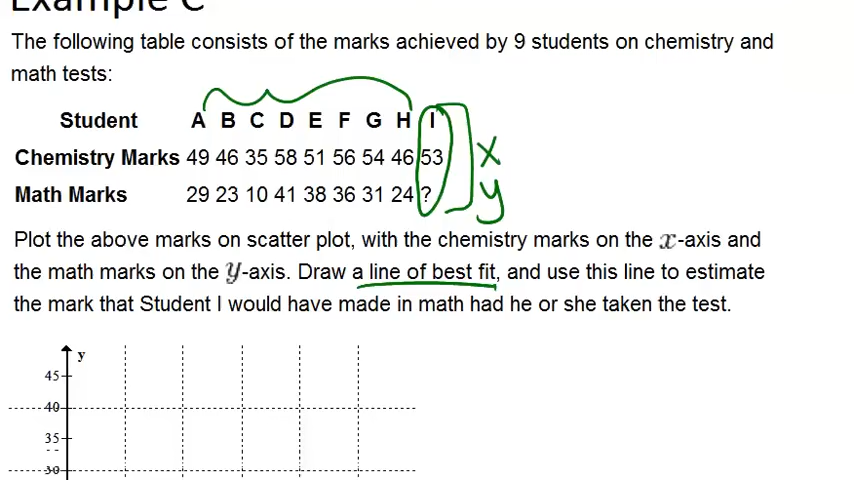 Example C
The following table consists of the marks achieved by 9 students on chemistry and
math tests:
Student A B C D E F G H I
Chemistry Marks 49 46 35 58 51 56 54 46 53 x
Math Marks 29 23 10 41 38 36 31 24 ? y
Plot the above marks on scatter plot, with the chemistry marks on the x-axis and
the math marks on the y-axis. Draw a line of best fit, and use this line to estimate
the mark that Student I would have made in math had he or she taken the test.
y
45
40
35
30